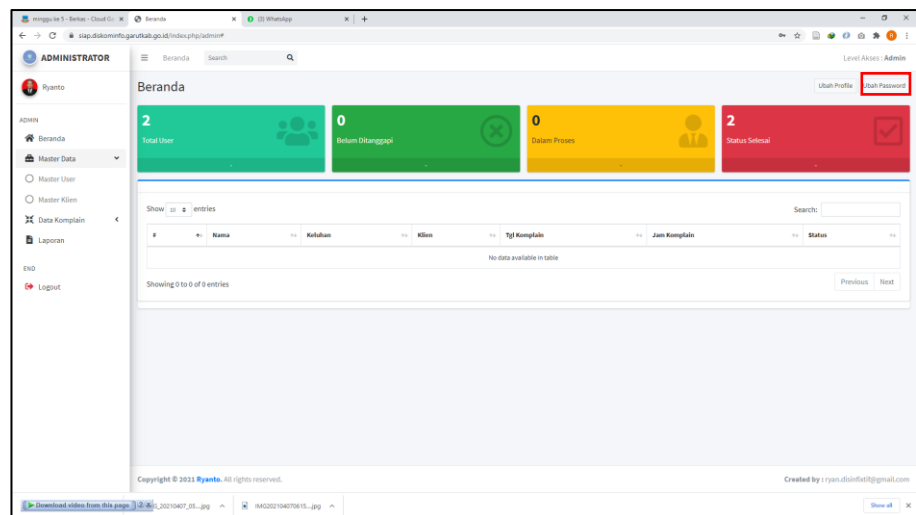 minggu ke 5 - Berkas - Cloud Ga
Beranda
(3) WhatsApp
siap.diskominfo.garutkab.go.id/index.php/admin#
ADMINISTRATOR
Beranda
Search
Level Akses : Admin
Ryanto
Beranda
Ubah Profile
Ubah Password
ADMIN
Beranda
Master Data
Master User
Master Klien
Data Komplain
Laporan
END
Logout
2
Total User
0
Belum Ditanggapi
0
Dalam Proses
2
Status Selesai
Show 10 entries
Search:
# Nama Keluhan Klien Tgl Komplain Jam Komplain Status
No data available in table
Showing 0 to 0 of 0 entries
Previous Next
Copyright © 2021 Ryanto. All rights reserved.
Created by :
Download video from this page
G_20210407_05....jpg
IMG202104070615....jpg
Show all